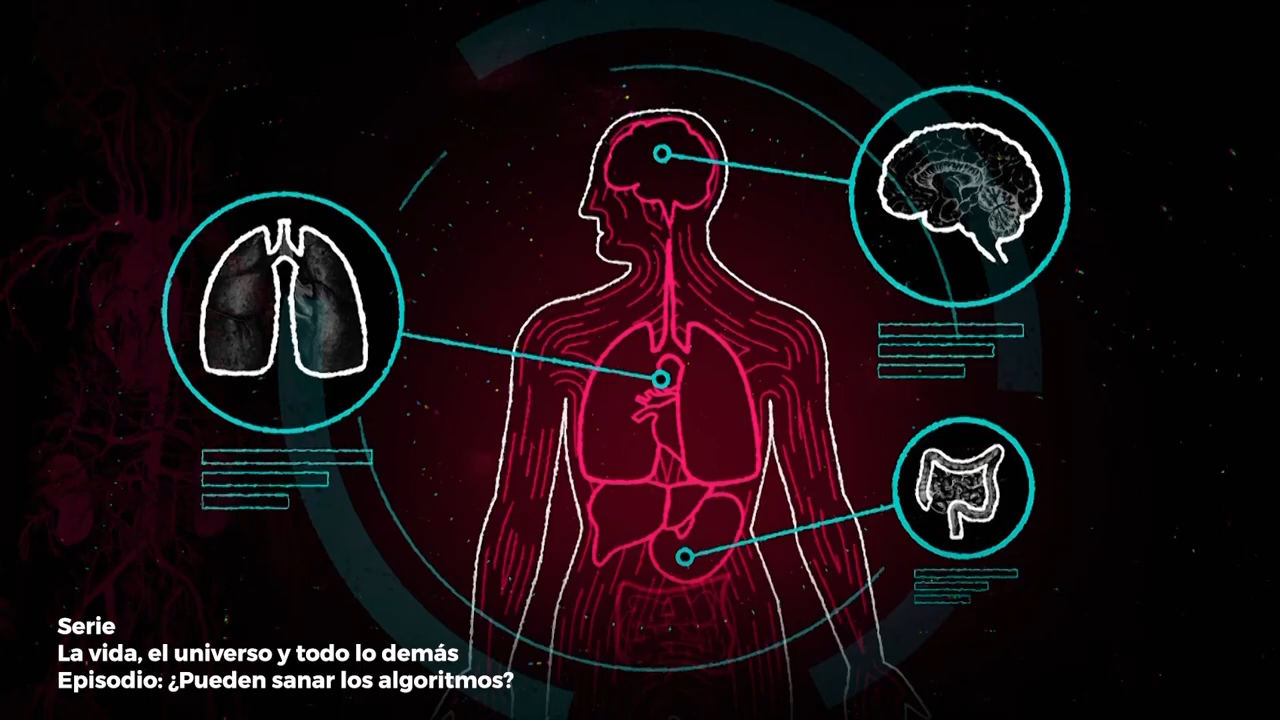 Serie
La vida, el universo y todo lo demás
Episodio: ¿Pueden sanar los algoritmos?